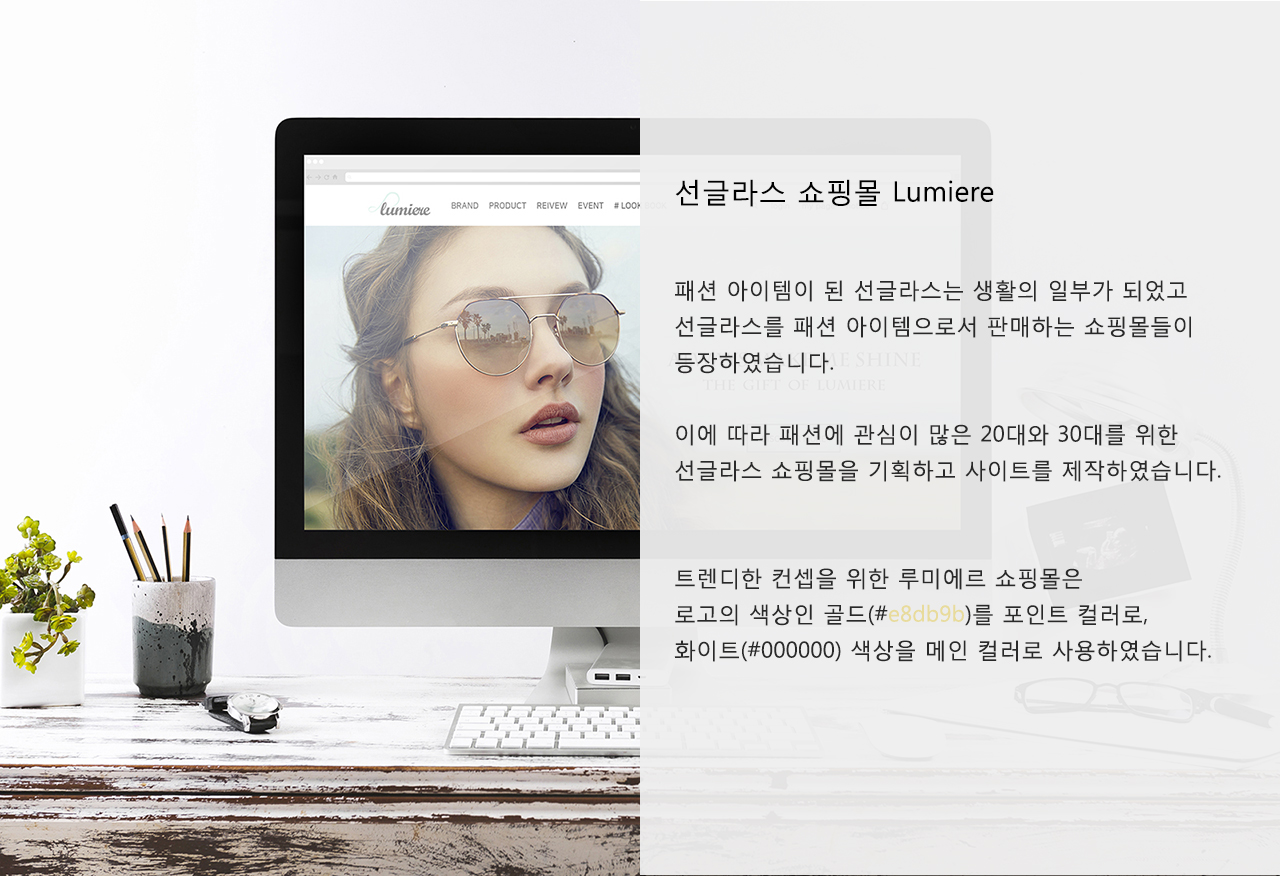 lumiere
BRAND PRODUCT REIVEW EVENT # LOOKBOOK
선글라스 쇼핑몰 Lumiere
패션 아이템이 된 선글라스는 생활의 일부가 되었고
선글라스를 패션 아이템으로서 판매하는 쇼핑몰들이
등장하였습니다.
ME SHINE
THE GIFT OF LUMIERE
이에 따라 패션에 관심이 많은 20대와 30대를 위한
선글라스 쇼핑몰을 기획하고 사이트를 제작하였습니다.
트렌디한 컨셉을 위한 루미에르 쇼핑몰은
로고의 색상인 골드(#e8db9b)를 포인트 컬러로,
화이트(#000000) 색상을 메인 컬러로 사용하였습니다.